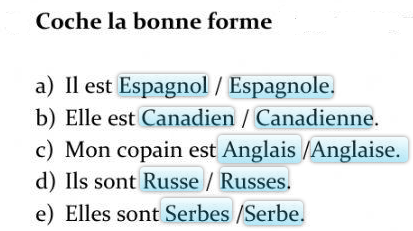 Coche la bonne forme
a) Il est Espagnol / Espagnole.
b) Elle est Canadien / Canadienne.
c) Mon copain est Anglais /Anglaise.
d) Ils sont Russe / Russes.
e) Elles sont Serbes /Serbe.